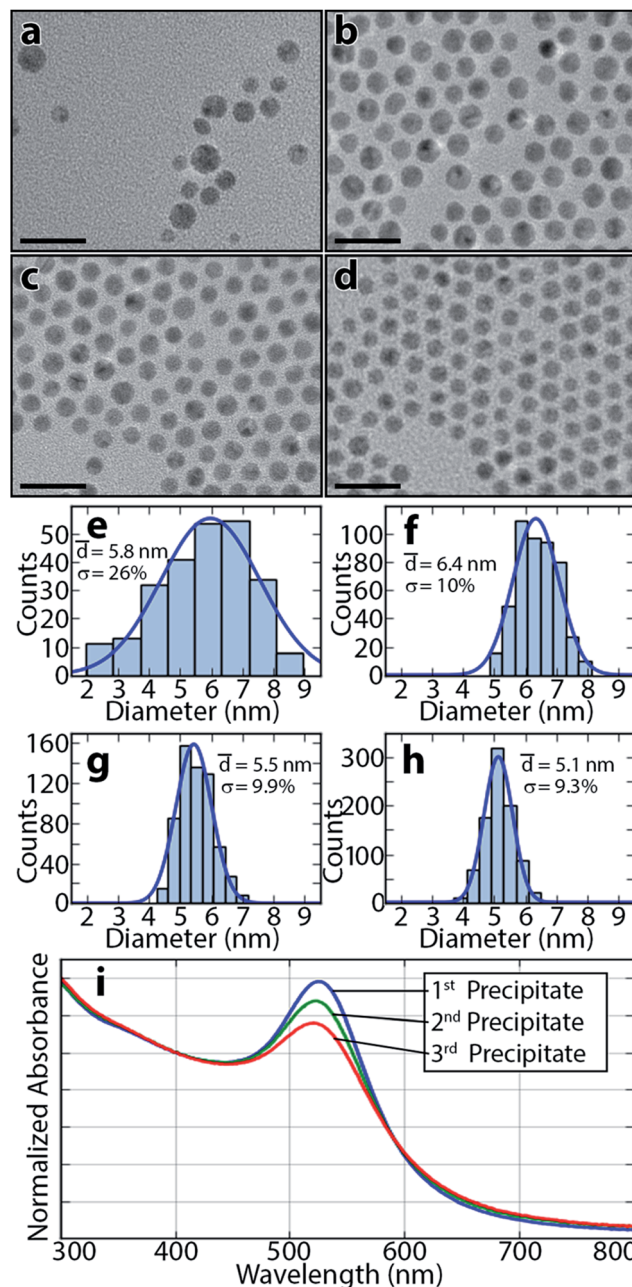 a
b
c
d
e
d̅ = 5.8 nm
σ = 26%
Counts
50
40
30
20
10
0
2 3 4 5 6 7 8 9
Diameter (nm)
f
d̅ = 6.4 nm
σ = 10%
Counts
100
80
60
40
20
0
2 3 4 5 6 7 8 9
Diameter (nm)
g
d̅ = 5.5 nm
σ = 9.9%
Counts
160
120
80
40
0
2 3 4 5 6 7 8 9
Diameter (nm)
h
d̅ = 5.1 nm
σ = 9.3%
Counts
300
200
100
0
2 3 4 5 6 7 8 9
Diameter (nm)
i
1st Precipitate
2nd Precipitate
3rd Precipitate
Normalized Absorbance
300 400 500 600 700 800
Wavelength (nm)